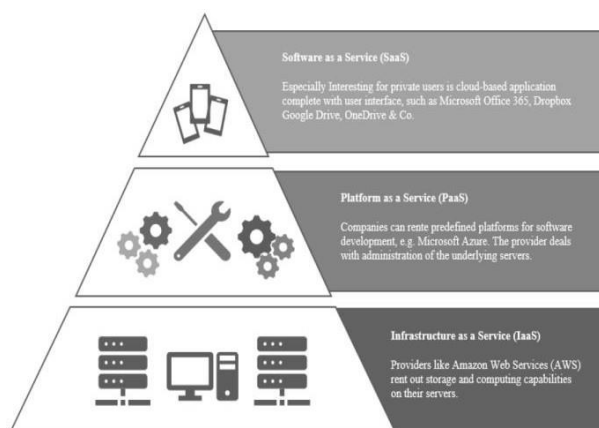 Software as a Service (SaaS)
Especially Interesting for private users is cloud-based application
complete with user interface, such as Microsoft Office 365, Dropbox
Google Drive, OneDrive & Co.
Platform as a Service (PaaS)
Companies can rente predefined platforms for software
development, e.g. Microsoft Azure. The provider deals
with administration of the underlying servers.
Infrastructure as a Service (IaaS)
Providers like Amazon Web Services (AWS)
rent out storage and computing capabilities
on their servers.